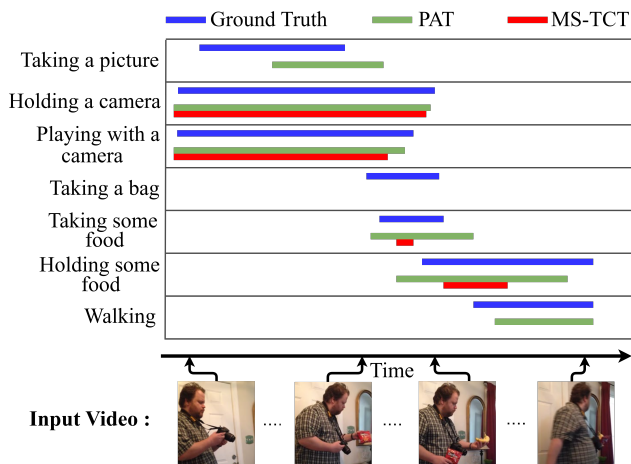 Ground Truth PAT MS-TCT
Taking a picture
Holding a camera
Playing with a
camera
Taking a bag
Taking some
food
Holding some
food
Walking
Time
Input Video :
.... .... ....